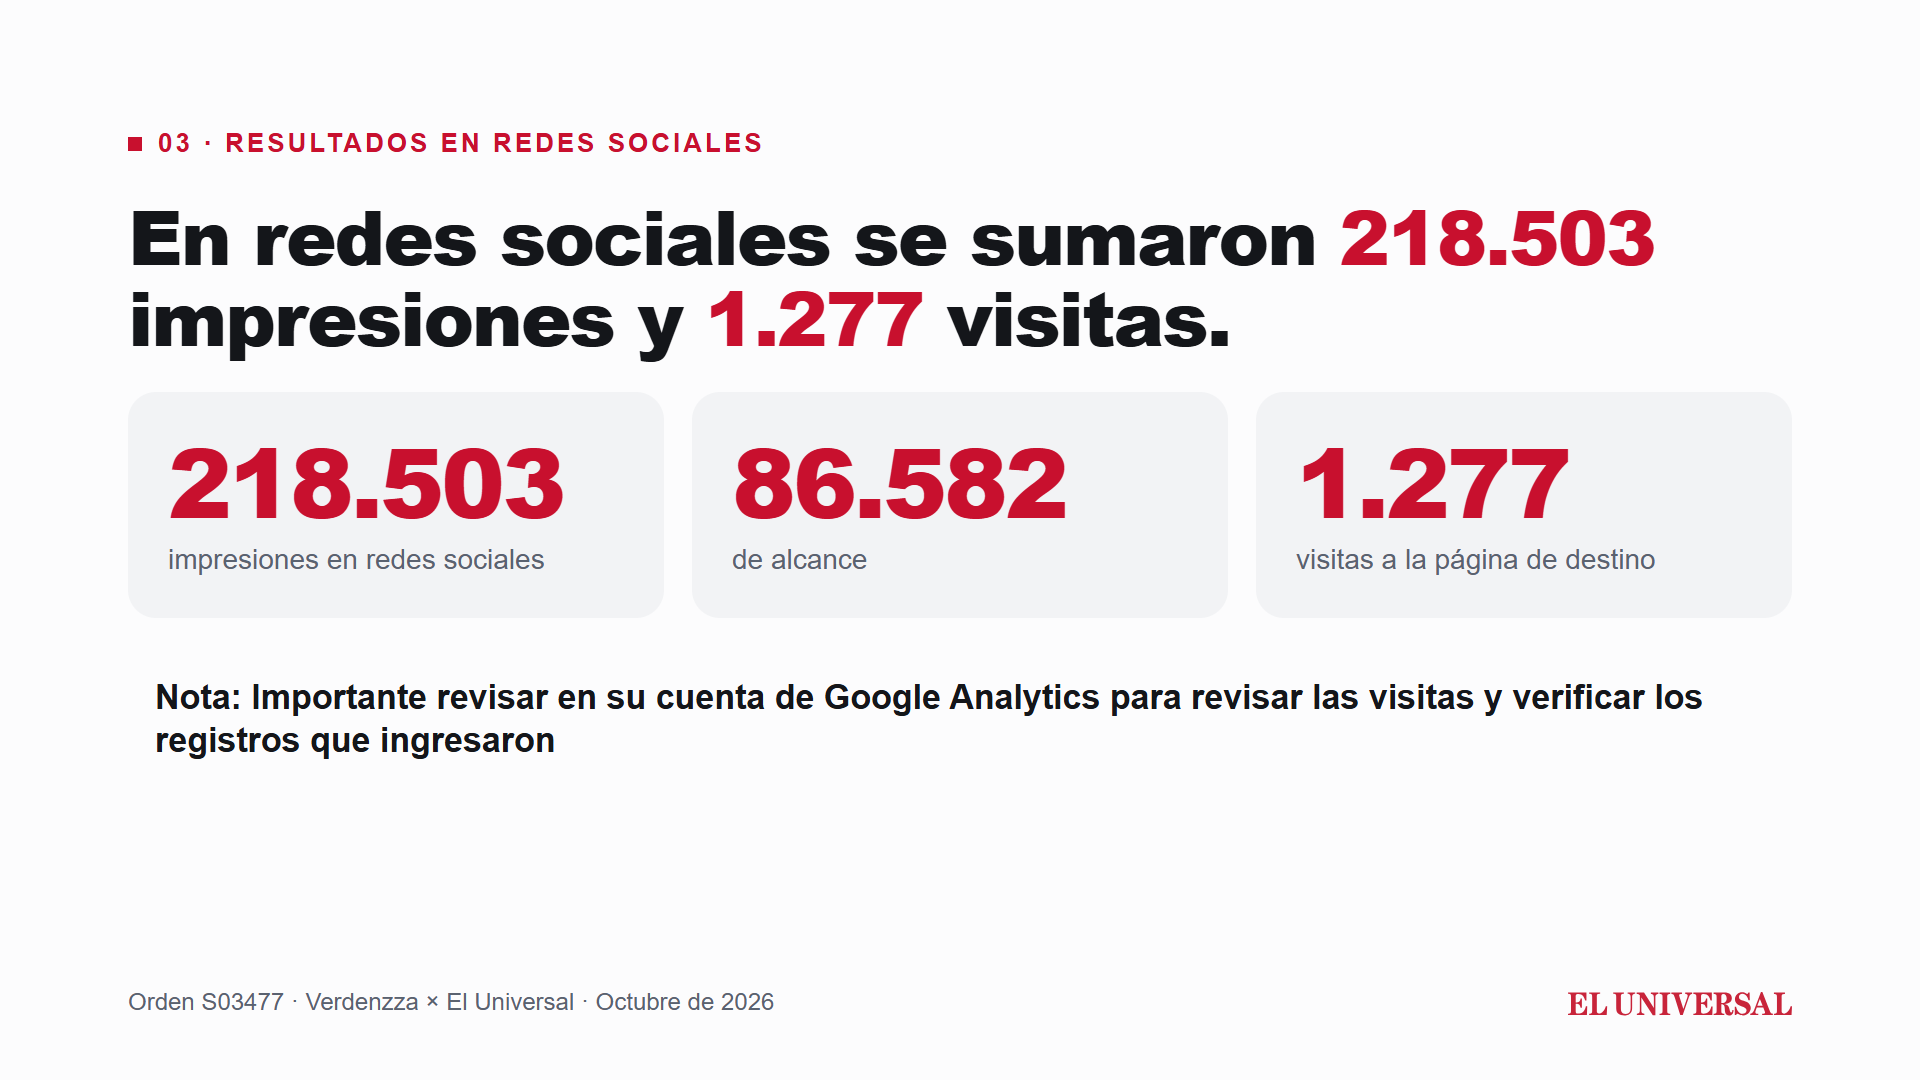 03 · RESULTADOS EN REDES SOCIALES
En redes sociales se sumaron 218.503
impresiones y 1.277 visitas.
218.503
impresiones en redes sociales
86.582
de alcance
1.277
visitas a la página de destino
Nota: Importante revisar en su cuenta de Google Analytics para revisar las visitas y verificar los
registros que ingresaron
Orden S03477 · Verdenzza × El Universal · Octubre de 2026
EL UNIVERSAL